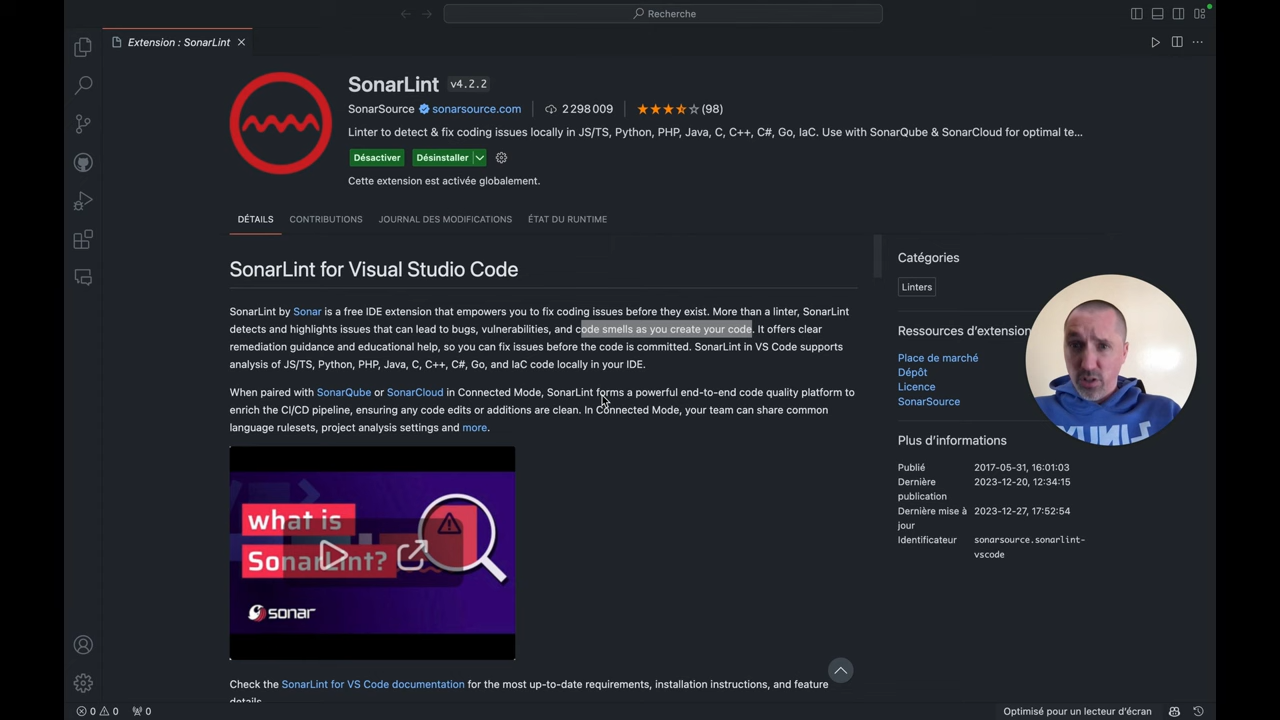 Recherche
Extension : SonarLint
SonarLint v4.2.2
SonarSource sonarsource.com 2 298 009 (98)
Linter to detect & fix coding issues locally in JS/TS, Python, PHP, Java, C, C++, C#, Go, IaC. Use with SonarQube & SonarCloud for optimal te...
Désactiver Désinstaller
Cette extension est activée globalement.
DÉTAILS CONTRIBUTIONS JOURNAL DES MODIFICATIONS ÉTAT DU RUNTIME
SonarLint for Visual Studio Code
SonarLint by Sonar is a free IDE extension that empowers you to fix coding issues before they exist. More than a linter, SonarLint
detects and highlights issues that can lead to bugs, vulnerabilities, and code smells as you create your code. It offers clear
remediation guidance and educational help, so you can fix issues before the code is committed. SonarLint in VS Code supports
analysis of JS/TS, Python, PHP, Java, C, C++, C#, Go, and IaC code locally in your IDE.
When paired with SonarQube or SonarCloud in Connected Mode, SonarLint forms a powerful end-to-end code quality platform to
enrich the CI/CD pipeline, ensuring any code edits or additions are clean. In Connected Mode, your team can share common
language rulesets, project analysis settings and more.
what is
SonarLint?
sonar
Check the SonarLint for VS Code documentation for the most up-to-date requirements, installation instructions, and feature
details.
Catégories
Linters
Ressources d'extension
Place de marché
Dépôt
Licence
SonarSource
Plus d'informations
Publié 2017-05-31, 16:01:03
Dernière 2023-12-20, 12:34:15
publication
Dernière mise à 2023-12-27, 17:52:54
jour
Identificateur sonarsource.sonarlint-
vscode
LINUX
0 0 0 Optimisé pour un lecteur d'écran